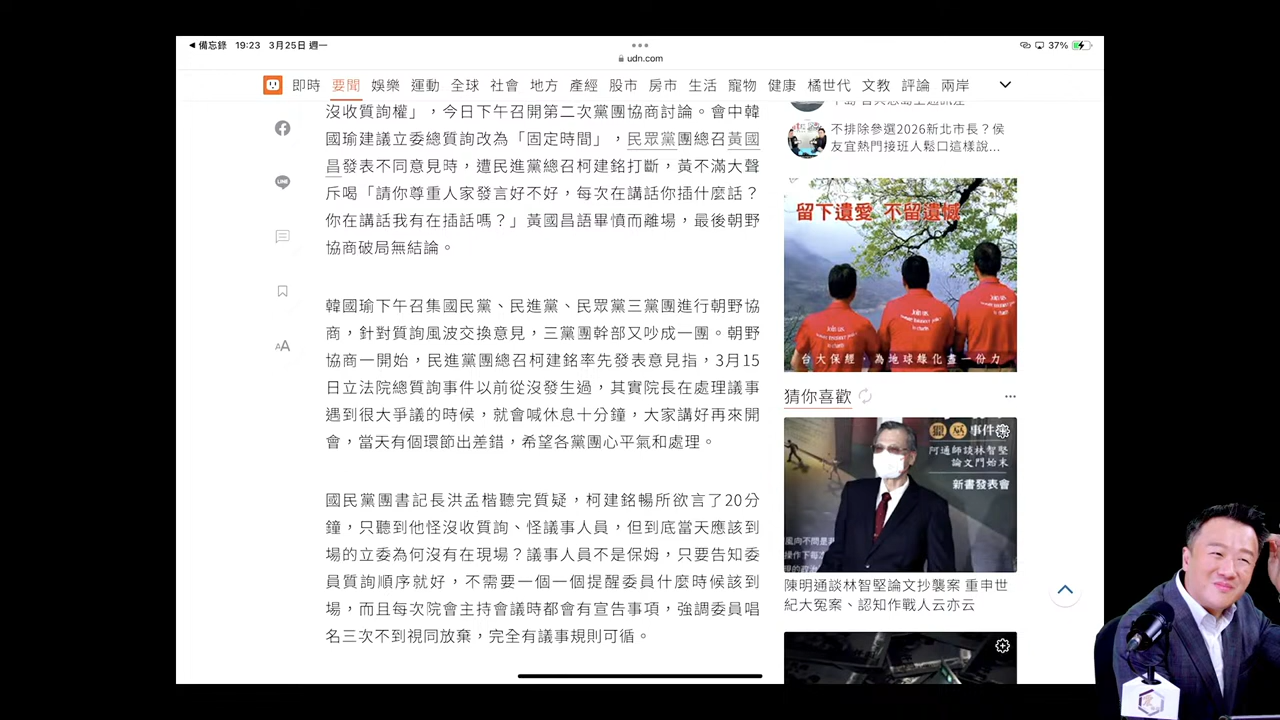 備忘錄 19:23 3月25日 週一
37%
udn.com
即時 要聞 娛樂 運動 全球 社會 地方 產經 股市 房市 生活 寵物 健康 橘世代 文教 評論 兩岸
沒收質詢權」，今日下午召開第二次黨團協商討論。會中韓
國瑜建議立委總質詢改為「固定時間」，民眾黨團總召黃國
昌發表不同意見時，遭民進黨總召柯建銘打斷，黃不滿大聲
斥喝「請你尊重人家發言好不好，每次在講話你插什麼話？
你在講話我有在插話嗎？」黃國昌語畢憤而離場，最後朝野
協商破局無結論。
韓國瑜下午召集國民黨、民進黨、民眾黨三黨團進行朝野協
商，針對質詢風波交換意見，三黨團幹部又吵成一團。朝野
協商一開始，民進黨團總召柯建銘率先發表意見指，3月15
日立法院總質詢事件以前從沒發生過，其實院長在處理議事
遇到很大爭議的時候，就會喊休息十分鐘，大家講好再來開
會，當天有個環節出差錯，希望各黨團心平氣和處理。
國民黨團書記長洪孟楷聽完質疑，柯建銘暢所欲言了20分
鐘，只聽到他怪沒收質詢、怪議事人員，但到底當天應該到
場的立委為何沒有在現場？議事人員不是保姆，只要告知委
員質詢順序就好，不需要一個一個提醒委員什麼時候該到
場，而且每次院會主持會議時都會有宣告事項，強調委員唱
名三次不到視同放棄，完全有議事規則可循。
LINE
AA
不排除參選2026新北市長？侯
友宜熱門接班人鬆口這樣說...
留下遺愛 不留遺憾
JOIN US
JOIN US
JOIN US
台大保經，為地球綠化盡一份力
猜你喜歡
事件
阿通師談林智堅
論文門始末
新書發表會
陳明通談林智堅論文抄襲案 重申世
紀大冤案、認知作戰人云亦云